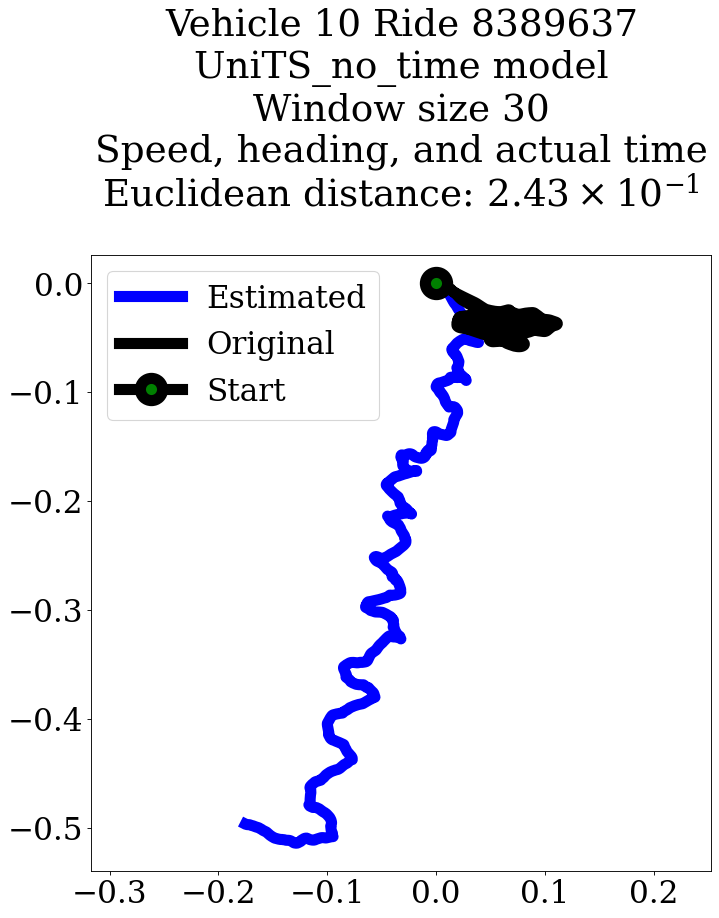 Vehicle 10 Ride 8389637
UniTS_no_time model
Window size 30
Speed, heading, and actual time
Euclidean distance: 2.43 × 10⁻¹
Estimated
Original
Start
0.0
−0.1
−0.2
−0.3
−0.4
−0.5
−0.3 −0.2 −0.1 0.0 0.1 0.2